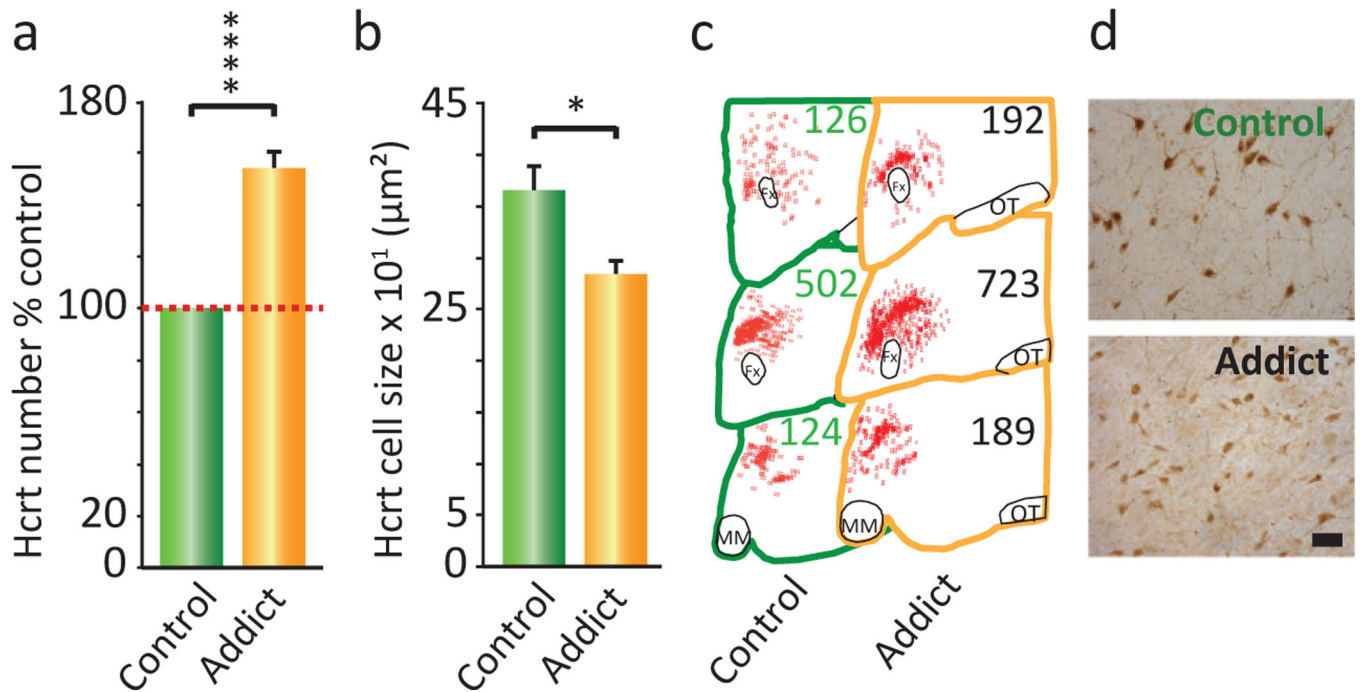 a
****
180
100
20
0
Hcrt number % control
Control
Addict
b
*
45
25
5
0
Hcrt cell size x 10¹ (µm²)
Control
Addict
c
126
192
Fx
Fx
OT
502
723
Fx
Fx
OT
124
189
MM
MM
OT
Control
Addict
d
Control
Addict